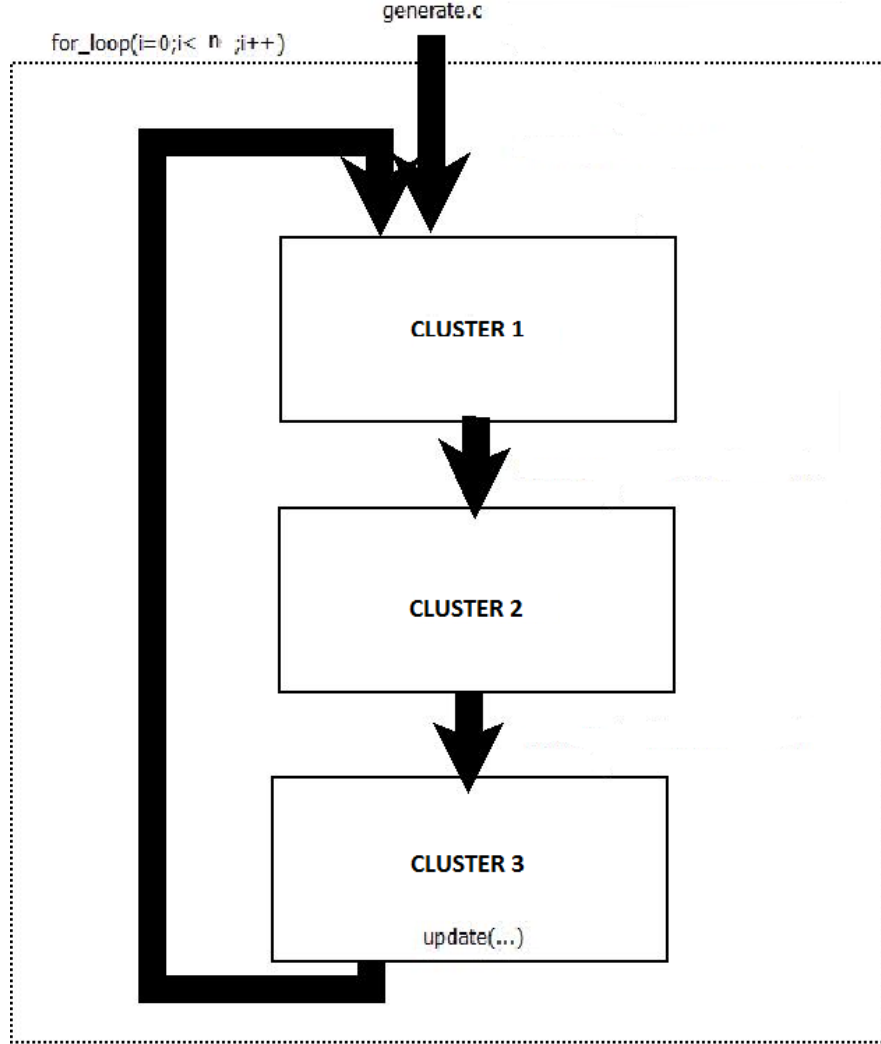 generate.c
for_loop(i=0;i< n ;i++)
CLUSTER 1
CLUSTER 2
CLUSTER 3
update(...)